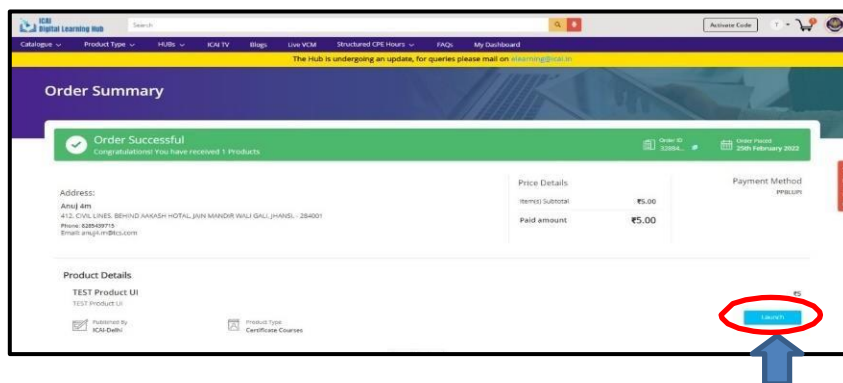 ICAI
Digital Learning Hub
Search
Activate Code
T
Catalogue
Product Type
HUBs
ICAI TV
Blogs
Live VCM
Structured CPE Hours
FAQs
My Dashboard
The Hub is undergoing an update, for queries please mail on elearning@icai.in
Order Summary
Order Successful
Congratulations! You have received 1 Products
Order ID
32894...
Order Placed
25th February 2022
Address:
Anuj 4m
412, CIVIL LINES, BEHIND AAKASH HOTAL, JAIN MANDIR WALI GALI, JHANSI, - 284001
Phone: 8285439715
Price Details
Item(s) Subtotal ₹5.00
Paid amount ₹5.00
Payment Method
PPBLUPI
Product Details
TEST Product UI
₹5
TEST Product UI
Published By
ICAI-Delhi
Product Type
Certificate Courses
Launch